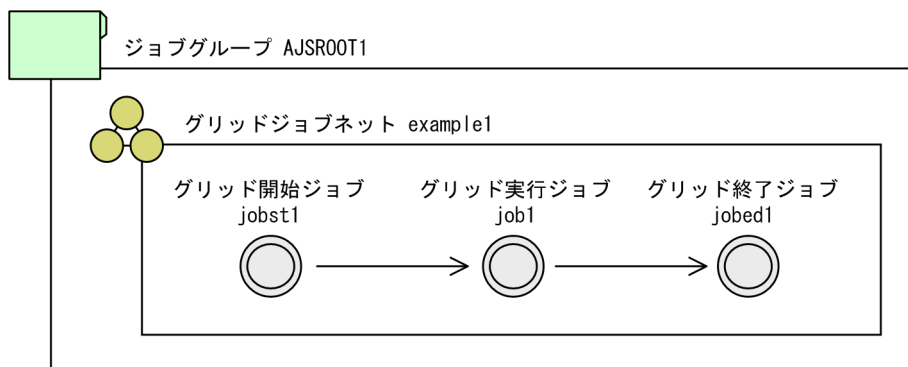 ジョブグループ AJSROOT1
グリッドジョブネット example1
グリッド開始ジョブ
jobst1
グリッド実行ジョブ
job1
グリッド終了ジョブ
jobed1